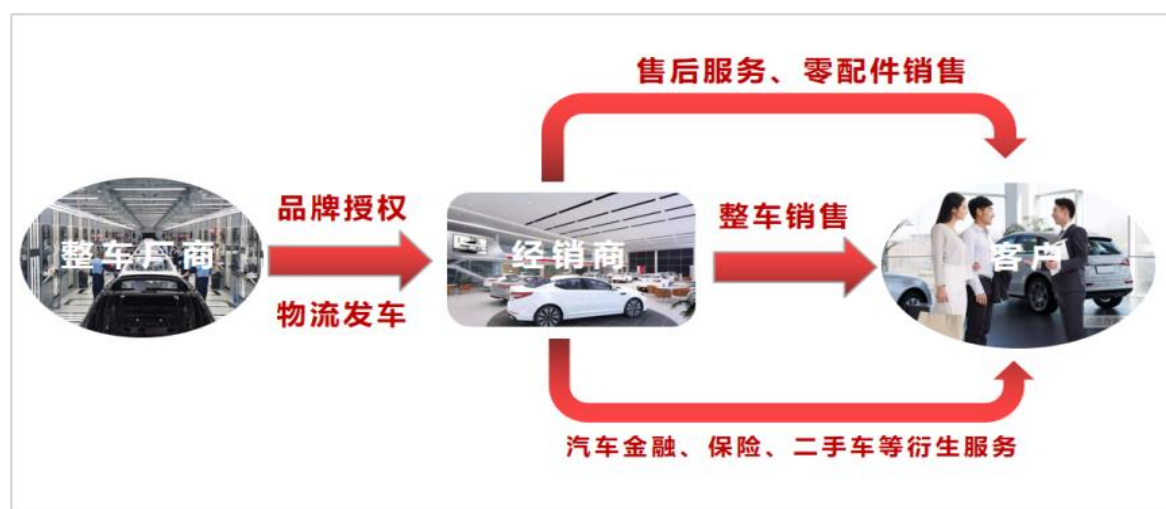 售后服务、零配件销售
品牌授权
整车销售
整车厂商
经销商
客户
物流发车
汽车金融、保险、二手车等衍生服务